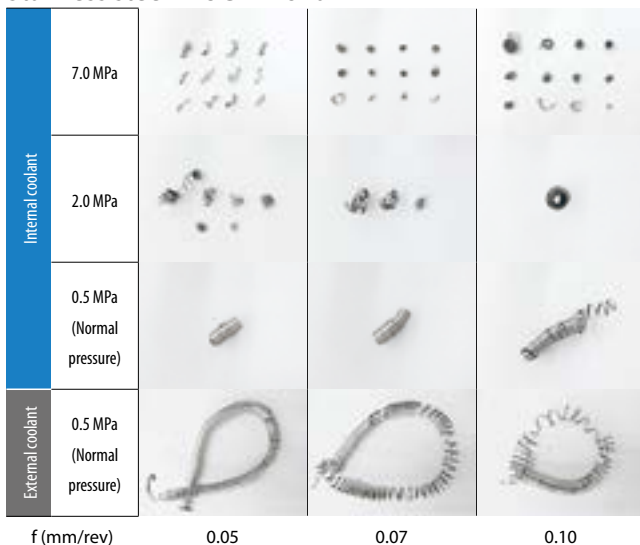 7.0 MPa
Internal coolant
2.0 MPa
0.5 MPa
(Normal
pressure)
External coolant
0.5 MPa
(Normal
pressure)
f (mm/rev)
0.05
0.07
0.10